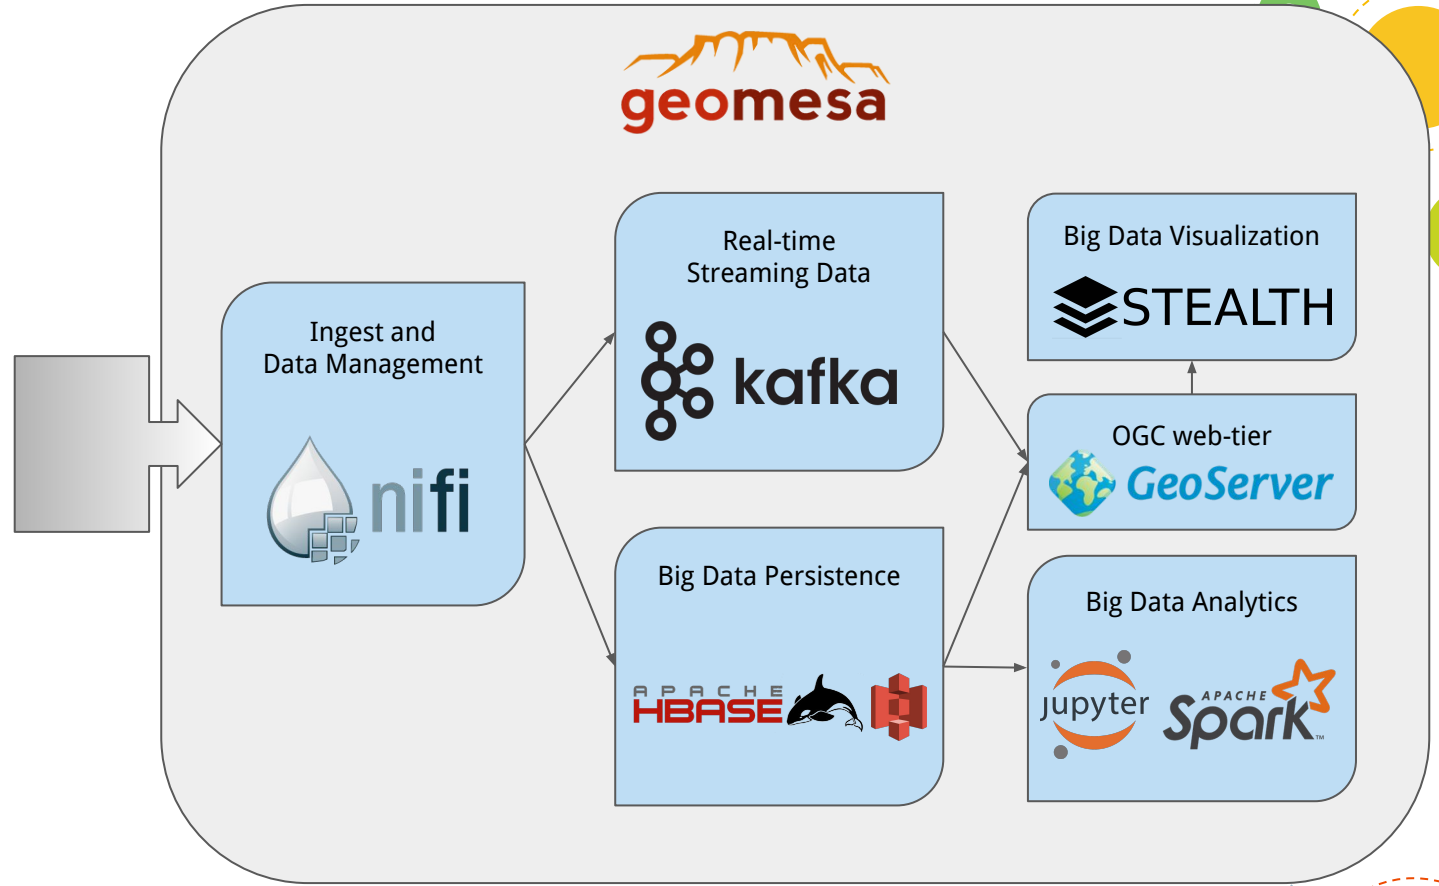 geomesa
Ingest and
Data Management
nifi
Real-time
Streaming Data
kafka
Big Data Persistence
APACHE
HBASE
Big Data Visualization
STEALTH
OGC web-tier
GeoServer
Big Data Analytics
jupyter
APACHE
Spark™